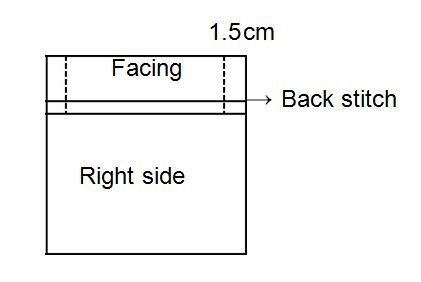 1.5cm
Facing
Back stitch
Right side